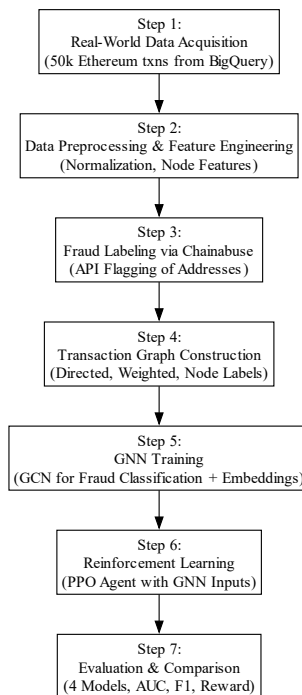 Step 1:
Real-World Data Acquisition
(50k Ethereum txns from BigQuery)
Step 2:
Data Preprocessing & Feature Engineering
(Normalization, Node Features)
Step 3:
Fraud Labeling via Chainabuse
(API Flagging of Addresses)
Step 4:
Transaction Graph Construction
(Directed, Weighted, Node Labels)
Step 5:
GNN Training
(GCN for Fraud Classification + Embeddings)
Step 6:
Reinforcement Learning
(PPO Agent with GNN Inputs)
Step 7:
Evaluation & Comparison
(4 Models, AUC, F1, Reward)